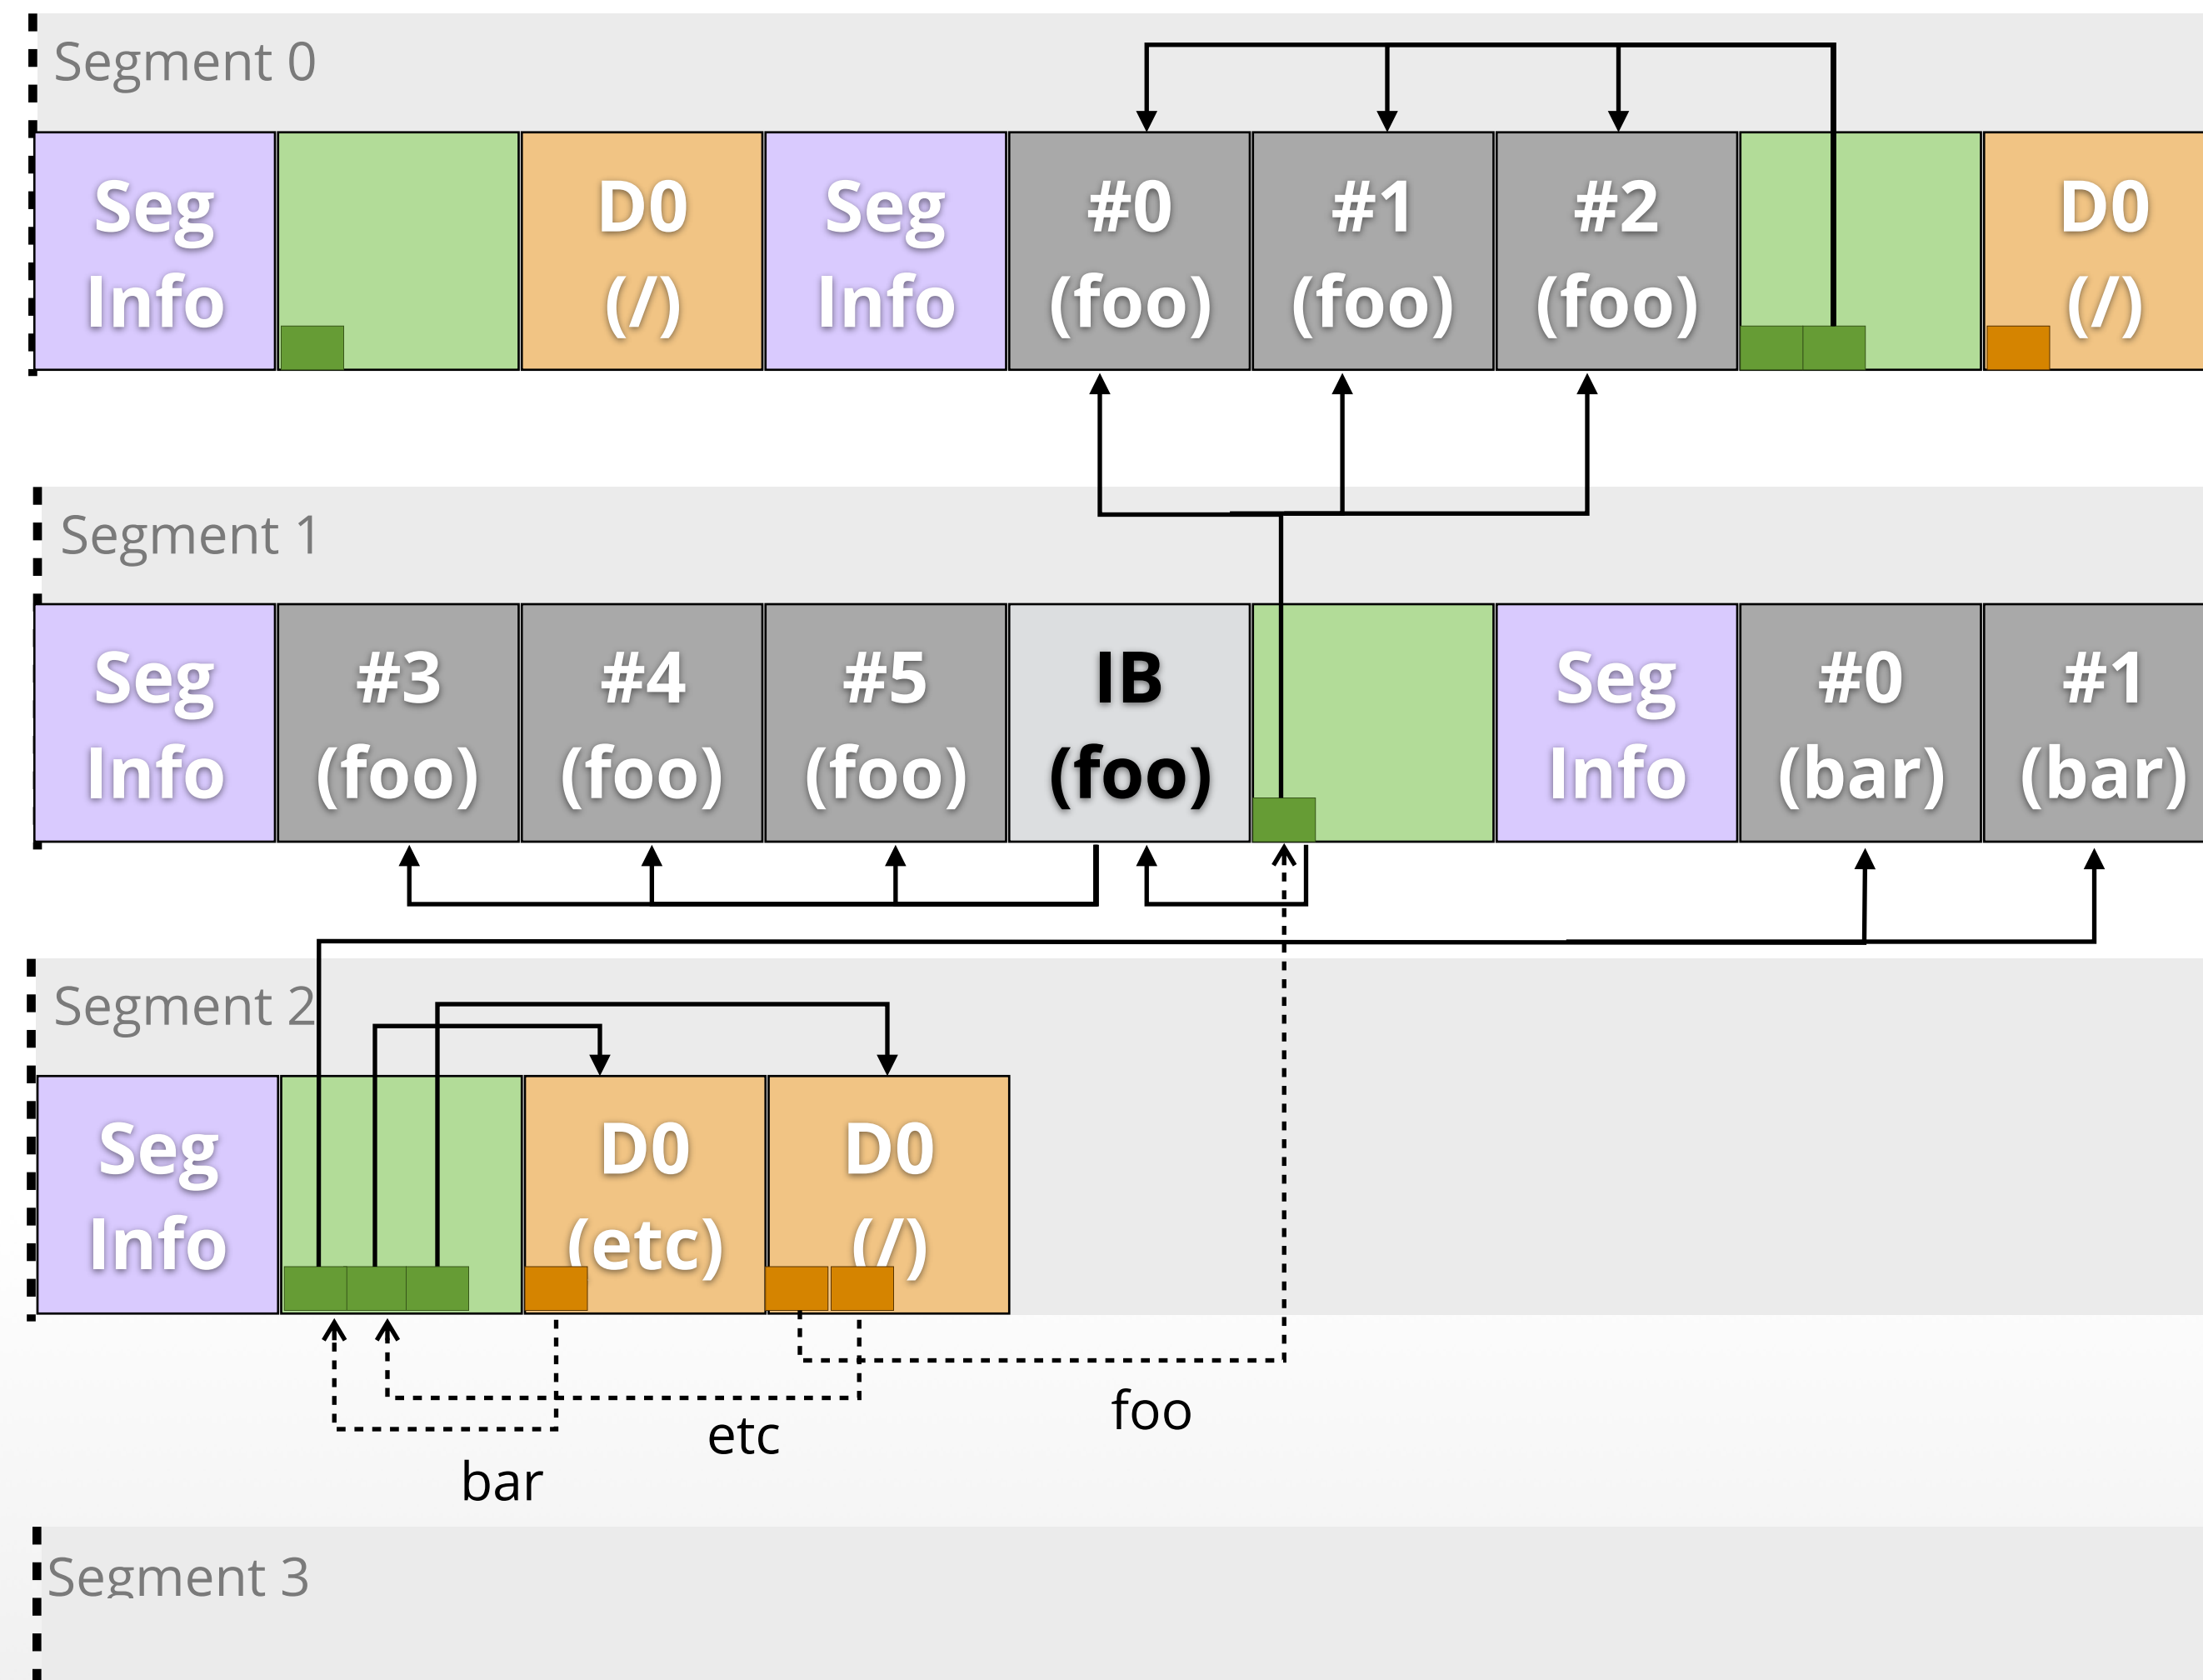 Segment 0
Seg
Info
D0
(/)
Seg
Info
#0
(foo)
#1
(foo)
#2
(foo)
D0
(/)
Segment 1
Seg
Info
#3
(foo)
#4
(foo)
#5
(foo)
IB
(foo)
Seg
Info
#0
(bar)
#1
(bar)
Segment 2
Seg
Info
D0
(etc)
D0
(/)
foo
etc
bar
Segment 3